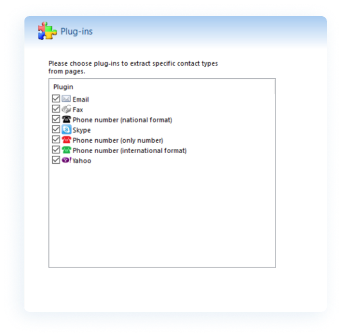 Plug-ins
Please choose plug-ins to extract specific contact types
from pages.
Plugin
Email
Fax
Phone number (national format)
Skype
Phone number (only number)
Phone number (international format)
Yahoo